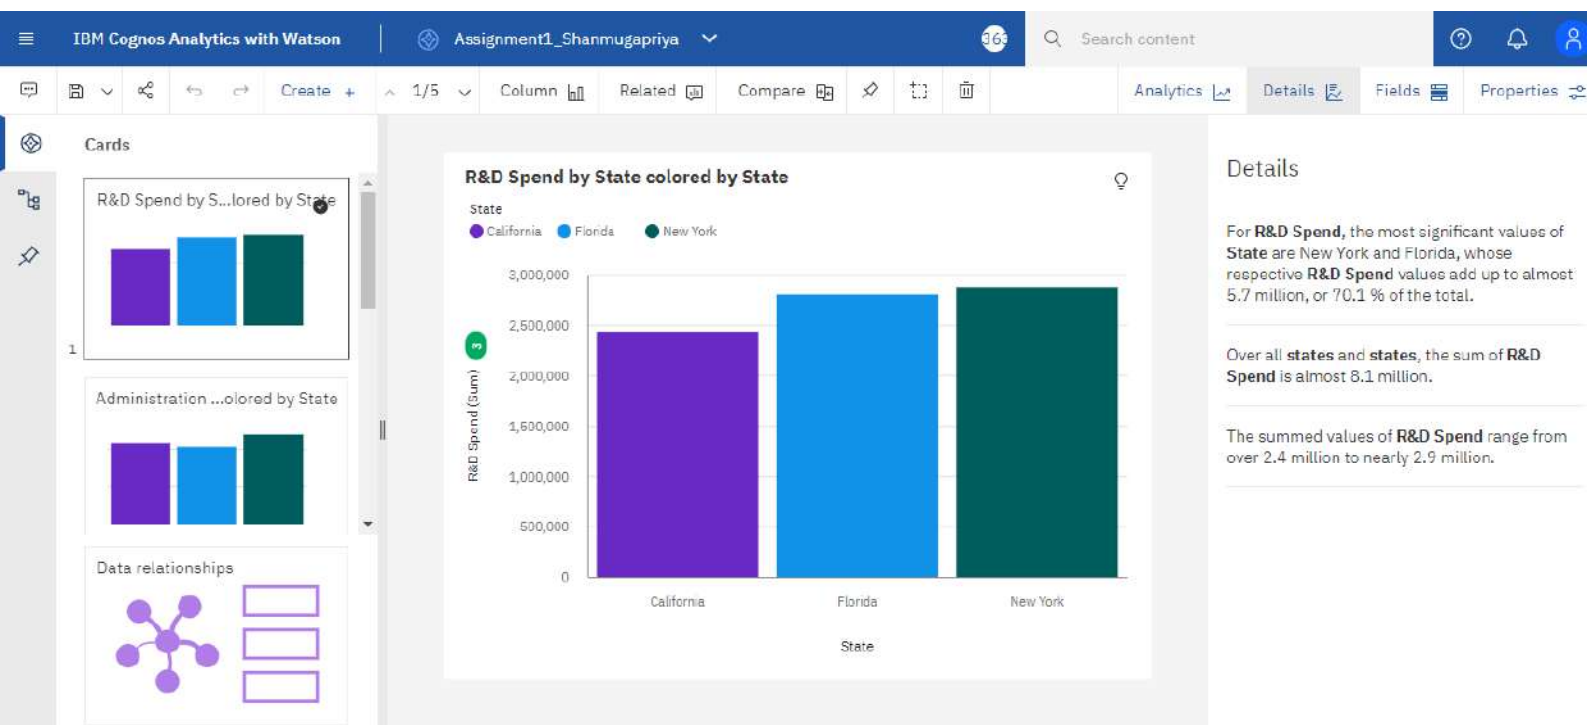 IBM Cognos Analytics with Watson
Assignment1_Shanmugapriya
Search content
Create +
1/5
Column
Related
Compare
Analytics
Details
Fields
Properties
Cards
R&D Spend by S...lored by State
1
Administration ...olored by State
Data relationships
R&D Spend by State colored by State
State
California
Florida
New York
3,000,000
2,500,000
2,000,000
1,500,000
1,000,000
500,000
0
R&D Spend (Sum)
3
California
Florida
New York
State
Details
For R&D Spend, the most significant values of
State are New York and Florida, whose
respective R&D Spend values add up to almost
5.7 million, or 70.1 % of the total.
Over all states and states, the sum of R&D
Spend is almost 8.1 million.
The summed values of R&D Spend range from
over 2.4 million to nearly 2.9 million.